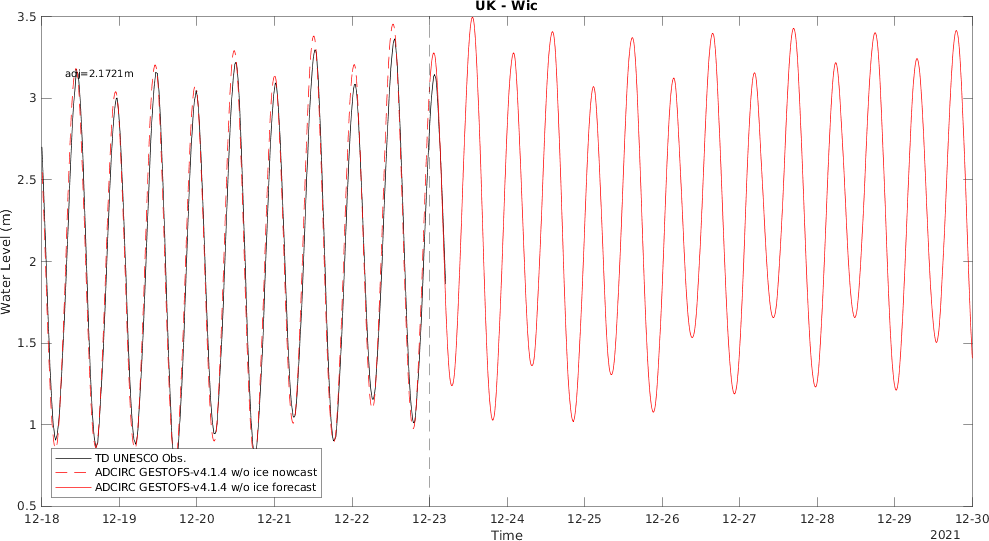 UK - Wic
3.5
3
2.5
2
1.5
1
0.5
Water Level (m)
adj=2.1721m
TD UNESCO Obs.
ADCIRC GESTOFS-v4.1.4 w/o ice nowcast
ADCIRC GESTOFS-v4.1.4 w/o ice forecast
12-18 12-19 12-20 12-21 12-22 12-23 12-24 12-25 12-26 12-27 12-28 12-29 12-30
Time
2021